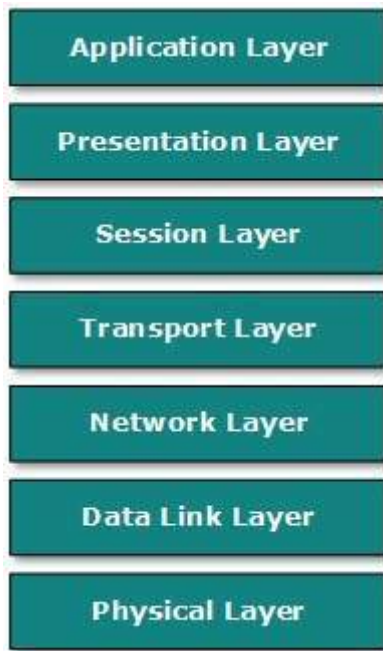 Application Layer
Presentation Layer
Session Layer
Transport Layer
Network Layer
Data Link Layer
Physical Layer